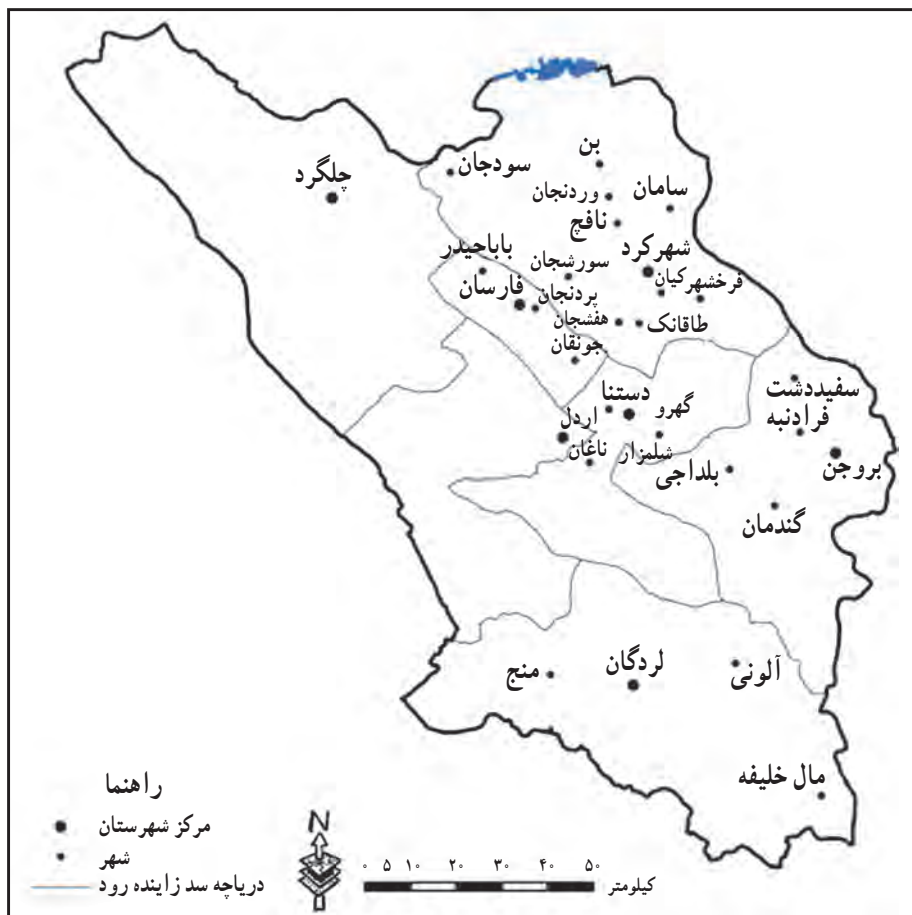 بن
سودجان
چلگرد
وردنجان
سامان
نافچ
شهرکرد
باباحیدر
سورشجان
فرخشهر
کیان
فارسان
پردنجان
هفشجان
طاقانک
جونقان
سفیددشت
دستنا
گهرو
فرادنبه
اردل
ناغان
شلمزار
بلداجی
بروجن
گندمان
آلونی
لردگان
منج
مال خلیفه
راهنما
مرکز شهرستان
شهر
دریاچه سد زاینده رود
N
۰ ۵ ۱۰ ۲۰ ۳۰ ۴۰ ۵۰
کیلومتر